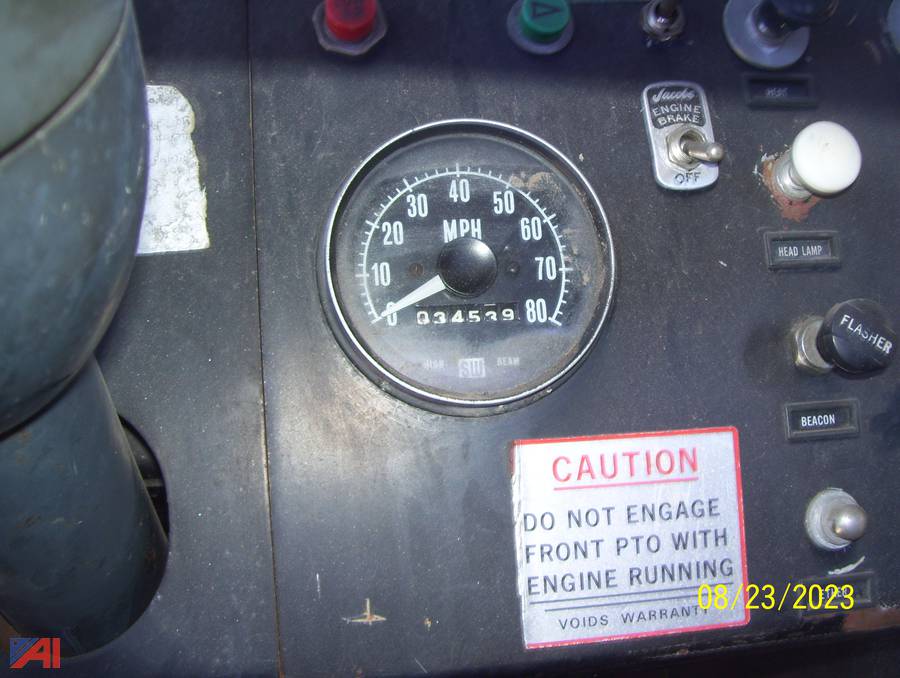 Jacobs
ENGINE
BRAKE
OFF
0
10
20
30
40
50
60
70
80
MPH
034539
SW
BEAM
HEAD LAMP
FLASHER
BEACON
CAUTION
DO NOT ENGAGE
FRONT PTO WITH
ENGINE RUNNING
VOIDS WARRANTY
08/23/2023
AI